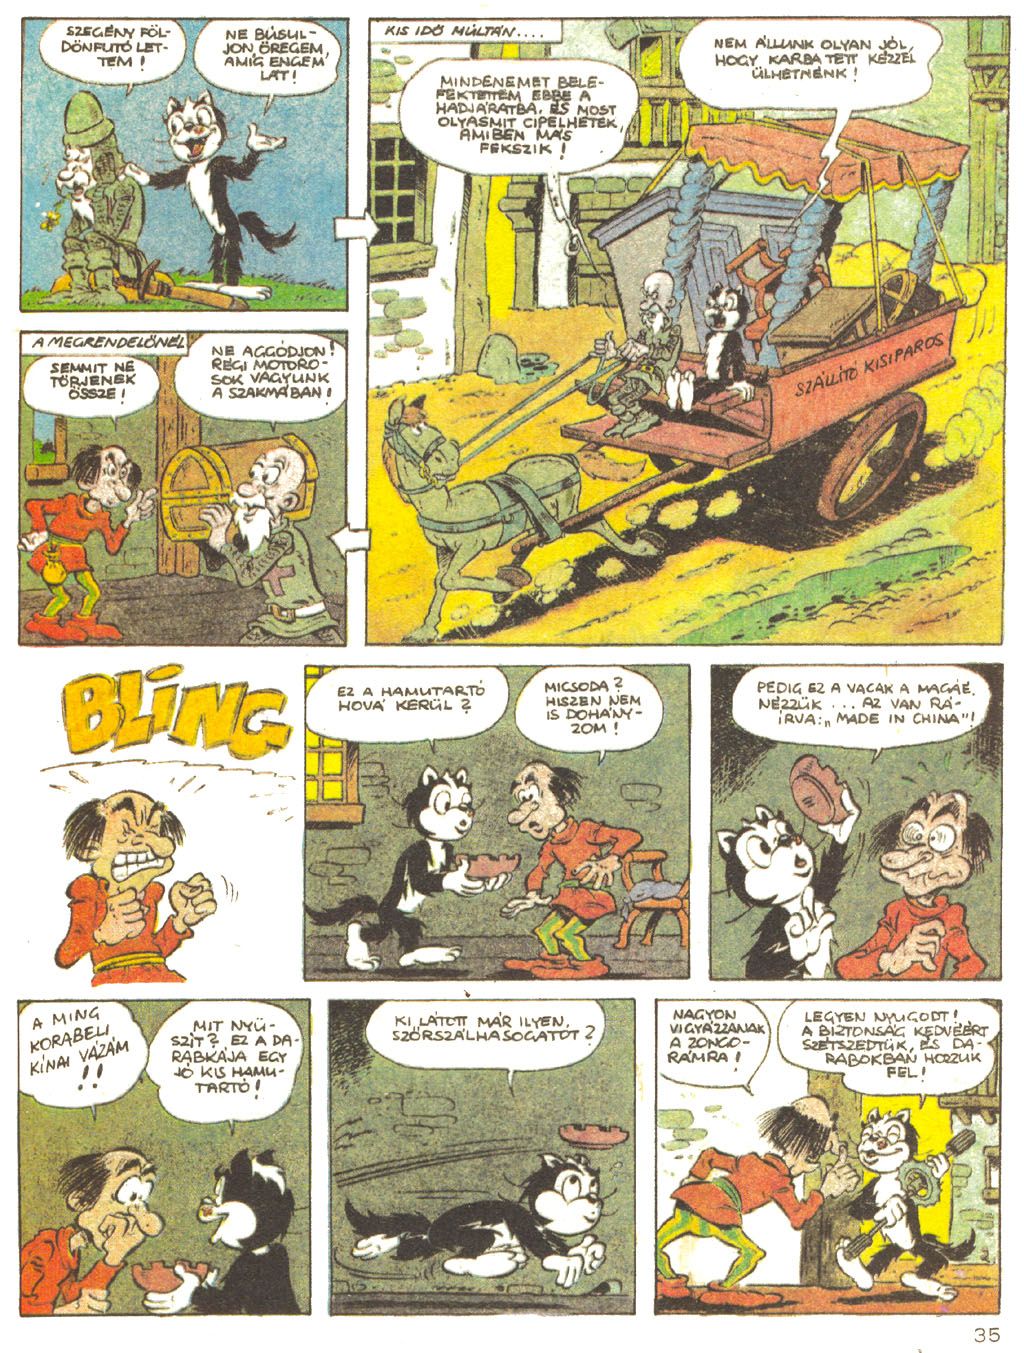 SZEGÉNY FÖL-
DÖNFUTÓ LET-
TEM!
NE BÚSUL-
JON, ÖREGEM,
AMÍG ENGEM
LÁT!
KIS IDŐ MÚLTÁN....
MINDENEMET BELE-
FEKTETTEM EBBE A
HADJÁRATBA, ÉS MOST
OLYASMIT CIPELHETEK,
AMIBEN MÁS
FEKSZIK!
NEM ÁLLUNK OLYAN JÓL,
HOGY KARBA TETT KÉZZEL
ÜLHETNÉNK!
SZÁLLÍTÓ KISIPAROS
A MEGRENDELŐNÉL
SEMMIT NE
TÖRJENEK
ÖSSZE!
NE AGGÓDJON!
RÉGI MOTORO-
SOK VAGYUNK
A SZAKMÁBAN!
BLING
EZ A HAMUTARTÓ
HOVÁ KERÜL?
MICSODA?
HISZEN NEM
IS DOHÁNY-
ZOM!
PEDIG EZ A VACAK A MAGÁÉ.
NÉZZÜK... AZ VAN RÁ-
ÍRVA: „MADE IN CHINA"!
A MING
KORABELI
KÍNAI VÁZÁM
!!
MIT NYÜ-
SZÍT? EZ A DA-
RABKÁJA EGY
JÓ KIS HAMU-
TARTÓ!
KI LÁTOTT MÁR ILYEN
SZŐRSZÁLHASOGATÓT?
NAGYON
VIGYÁZZANAK
A ZONGO-
RÁMRA!
LEGYEN NYUGODT!
A BIZTONSÁG KEDVÉÉRT
SZÉTSZEDTÜK, ÉS DA-
RABOKBAN HOZZUK
FEL!
35